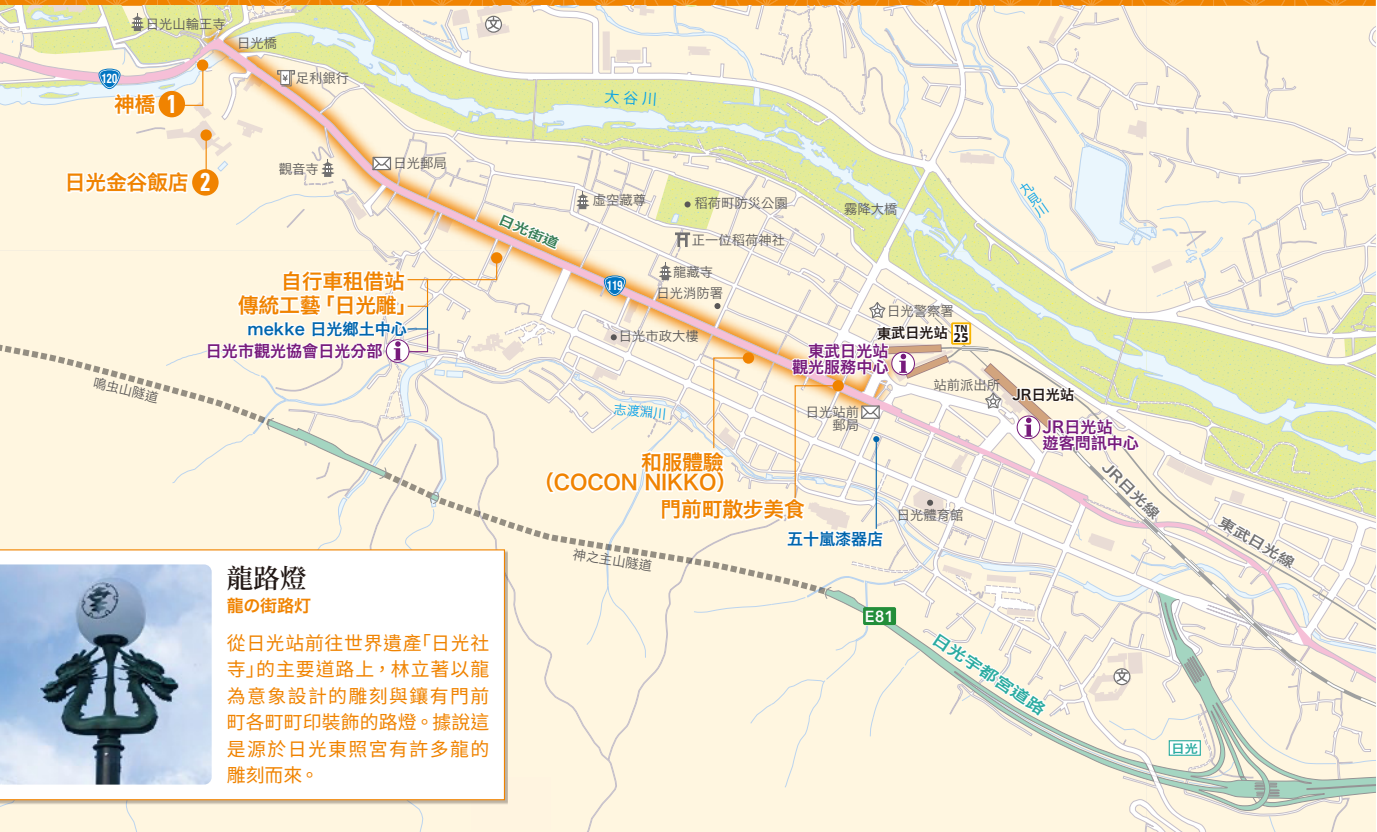 日光山輪王寺
文
日光橋
120
足利銀行
神橋 1
大谷川
日光金谷飯店 2
觀音寺
日光郵局
虛空藏尊
稻荷町防災公園
霧降大橋
丸見川
日光街道
正一位稻荷神社
自行車租借站
傳統工藝「日光雕」
mekke 日光鄉土中心
日光市觀光協會日光分部 i
119
龍藏寺
日光消防署
日光市政大樓
日光警察署
東武日光站 TN 25
東武日光站
觀光服務中心 i
站前派出所
JR日光站
i JR日光站
遊客問訊中心
鳴虫山隧道
志渡淵川
日光站前
郵局
和服體驗
(COCON NIKKO)
門前町散步美食
五十嵐漆器店
日光體育館
JR日光線
東武日光線
神之主山隧道
E81
日光宇都宮道路
文
日光
龍路燈
龍の街路灯
從日光站前往世界遺產「日光社
寺」的主要道路上，林立著以龍
為意象設計的雕刻與鑲有門前
町各町町印裝飾的路燈。據說這
是源於日光東照宮有許多龍的
雕刻而來。